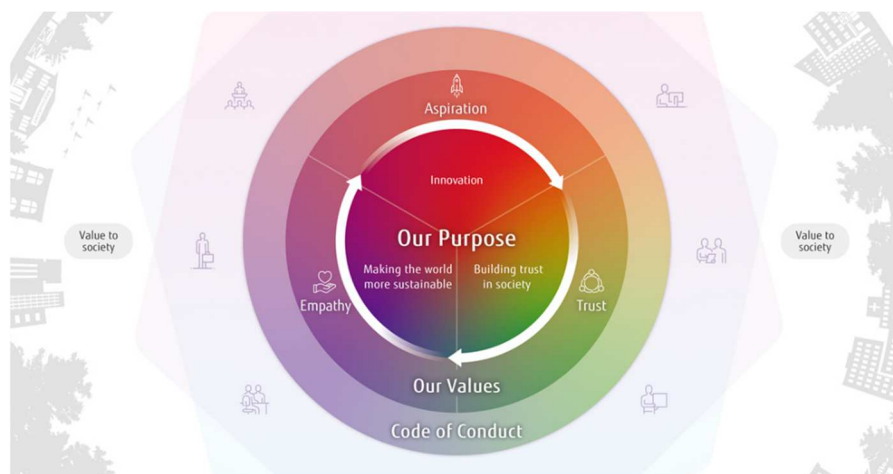 Aspiration
Innovation
Value to
society
Our Purpose
Value to
society
Making the world
more sustainable
Building trust
in society
Empathy
Trust
Our Values
Code of Conduct